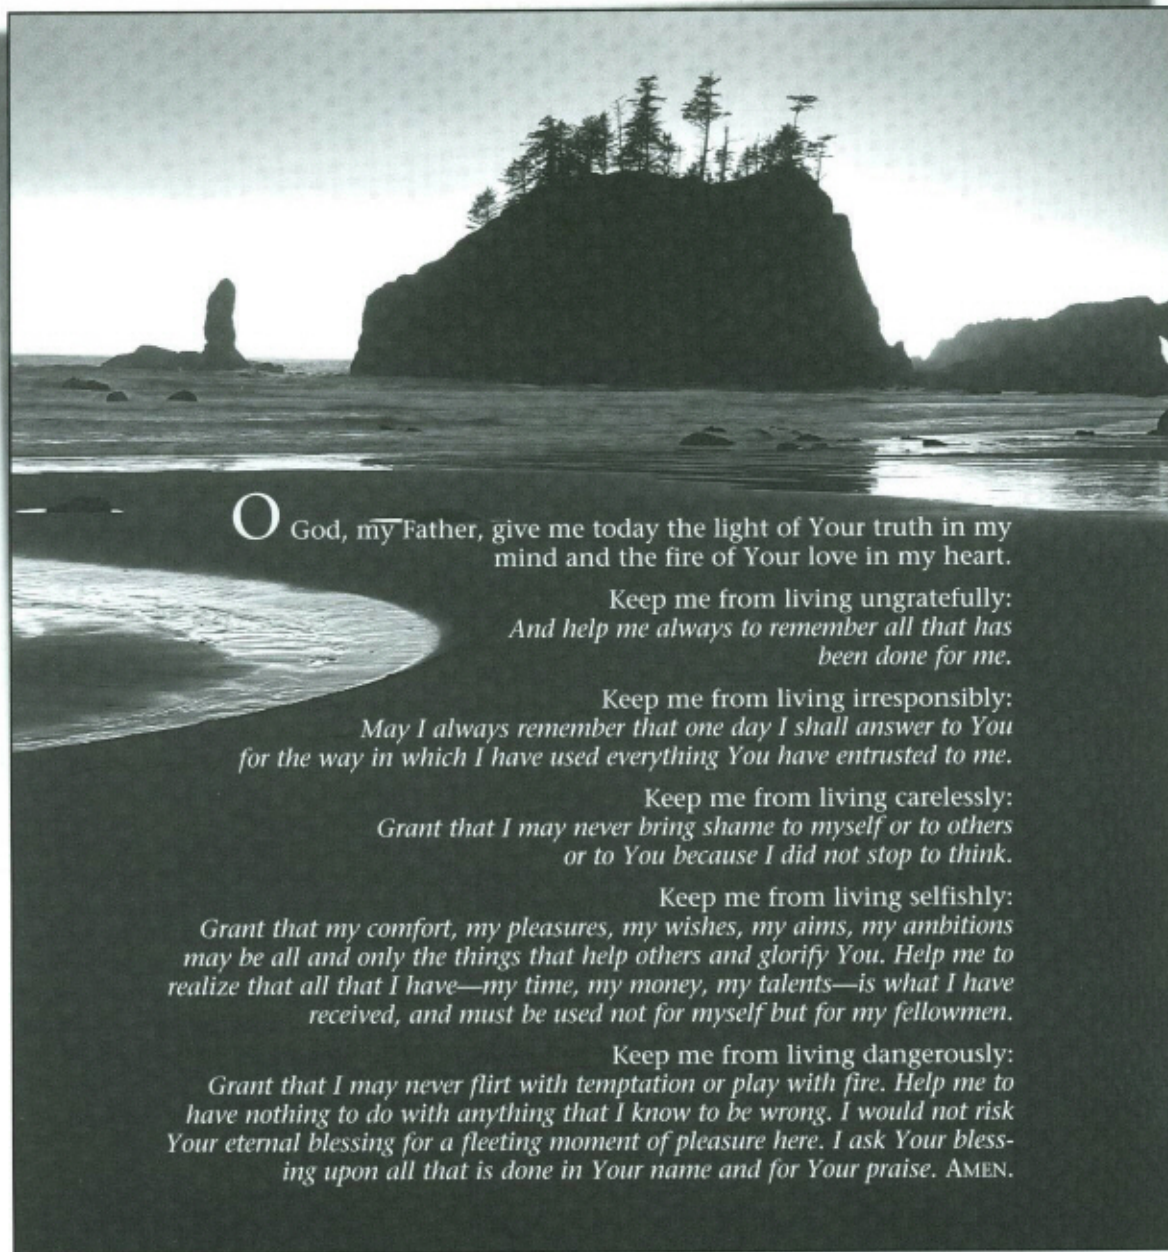 O God, my Father, give me today the light of Your truth in my
mind and the fire of Your love in my heart.
Keep me from living ungratefully:
And help me always to remember all that has
been done for me.
Keep me from living irresponsibly:
May I always remember that one day I shall answer to You
for the way in which I have used everything You have entrusted to me.
Keep me from living carelessly:
Grant that I may never bring shame to myself or to others
or to You because I did not stop to think.
Keep me from living selfishly:
Grant that my comfort, my pleasures, my wishes, my aims, my ambitions
may be all and only the things that help others and glorify You. Help me to
realize that all that I have—my time, my money, my talents—is what I have
received, and must be used not for myself but for my fellowmen.
Keep me from living dangerously:
Grant that I may never flirt with temptation or play with fire. Help me to
have nothing to do with anything that I know to be wrong. I would not risk
Your eternal blessing for a fleeting moment of pleasure here. I ask Your bless-
ing upon all that is done in Your name and for Your praise. AMEN.